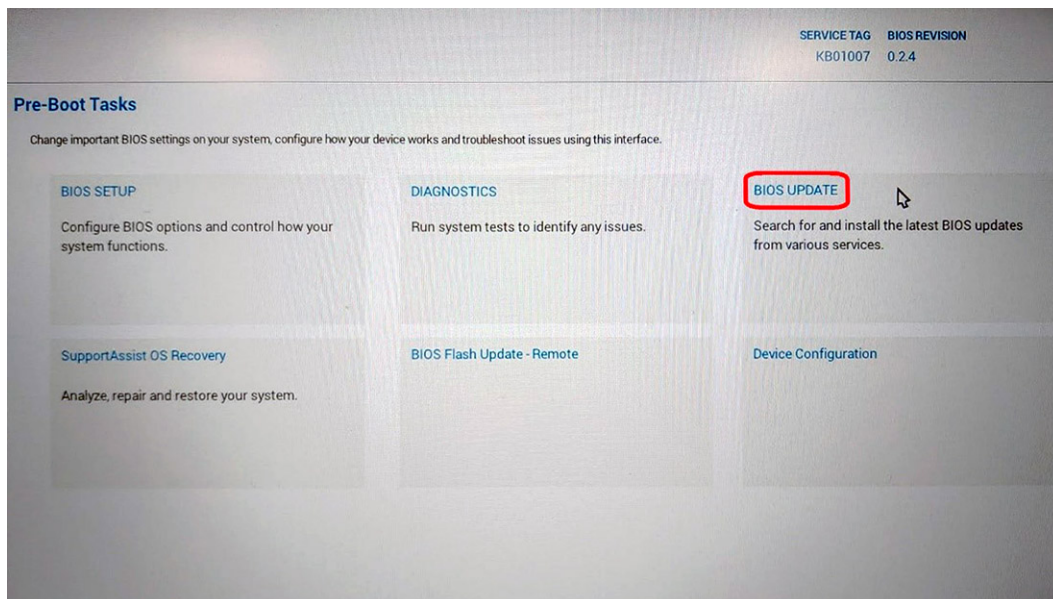 SERVICE TAG BIOS REVISION
KB01007 0.2.4
Pre-Boot Tasks
Change important BIOS settings on your system, configure how your device works and troubleshoot issues using this interface.
BIOS SETUP
Configure BIOS options and control how your
system functions.
DIAGNOSTICS
Run system tests to identify any issues.
BIOS UPDATE
Search for and install the latest BIOS updates
from various services.
SupportAssist OS Recovery
Analyze, repair and restore your system.
BIOS Flash Update - Remote
Device Configuration